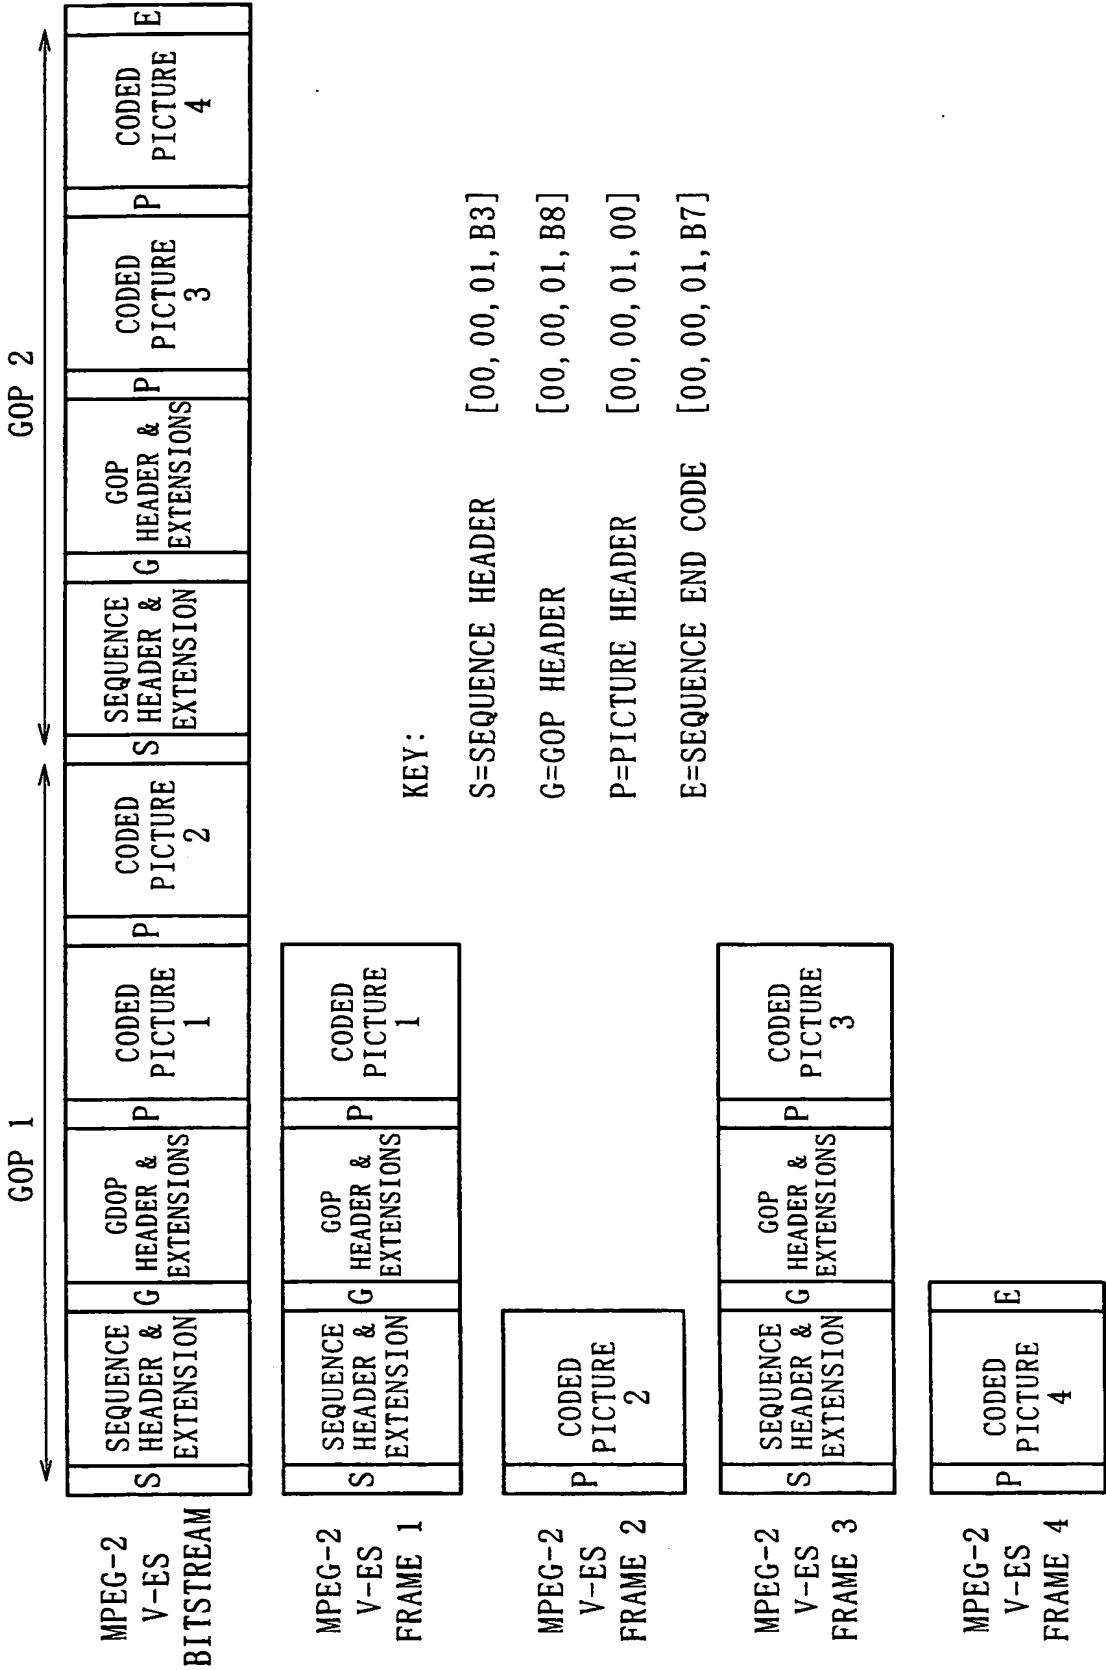 GOP 1
GOP 2
MPEG-2
V-ES
BITSTREAM
S
SEQUENCE
HEADER &
EXTENSION
G
GDOP
HEADER &
EXTENSIONS
P
CODED
PICTURE
1
P
CODED
PICTURE
2
S
SEQUENCE
HEADER &
EXTENSION
G
GOP
HEADER &
EXTENSIONS
P
CODED
PICTURE
3
P
CODED
PICTURE
4
E
MPEG-2
V-ES
FRAME 1
S
SEQUENCE
HEADER &
EXTENSION
G
GOP
HEADER &
EXTENSIONS
P
CODED
PICTURE
1
MPEG-2
V-ES
FRAME 2
P
CODED
PICTURE
2
MPEG-2
V-ES
FRAME 3
S
SEQUENCE
HEADER &
EXTENSION
G
GOP
HEADER &
EXTENSIONS
P
CODED
PICTURE
3
MPEG-2
V-ES
FRAME 4
P
CODED
PICTURE
4
E
KEY:
S=SEQUENCE HEADER [00, 00, 01, B3]
G=GOP HEADER [00, 00, 01, B8]
P=PICTURE HEADER [00, 00, 01, 00]
E=SEQUENCE END CODE [00, 00, 01, B7]